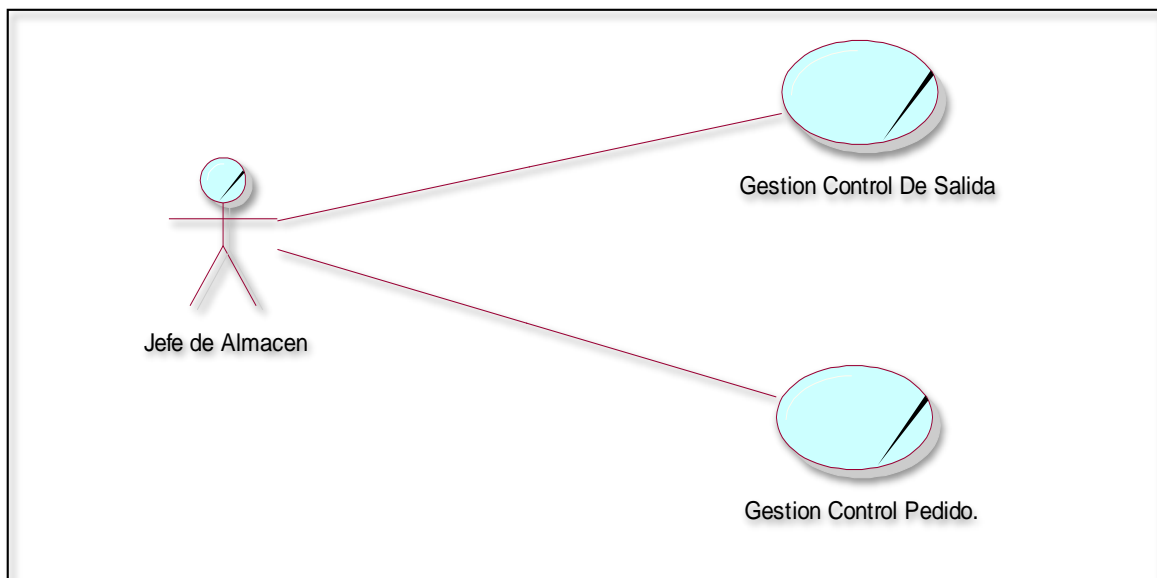 Gestion Control De Salida
Jefe de Almacen
Gestion Control Pedido.